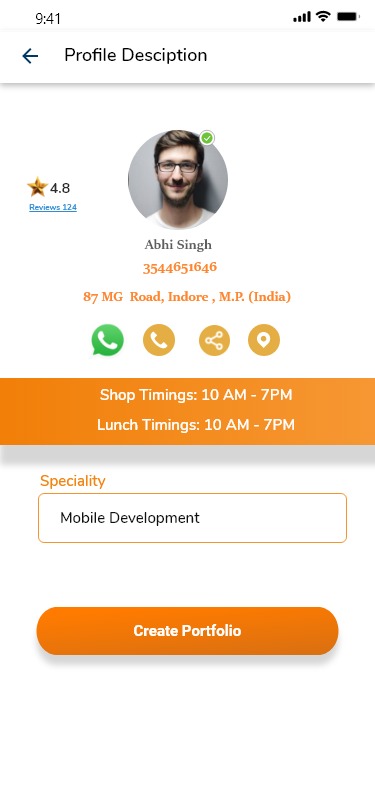 9:41
Profile Desciption
4.8
Reviews 124
Abhi Singh
3544651646
87 MG Road, Indore , M.P. (India)
Shop Timings: 10 AM - 7PM
Lunch Timings: 10 AM - 7PM
Speciality
Mobile Development
Create Portfolio